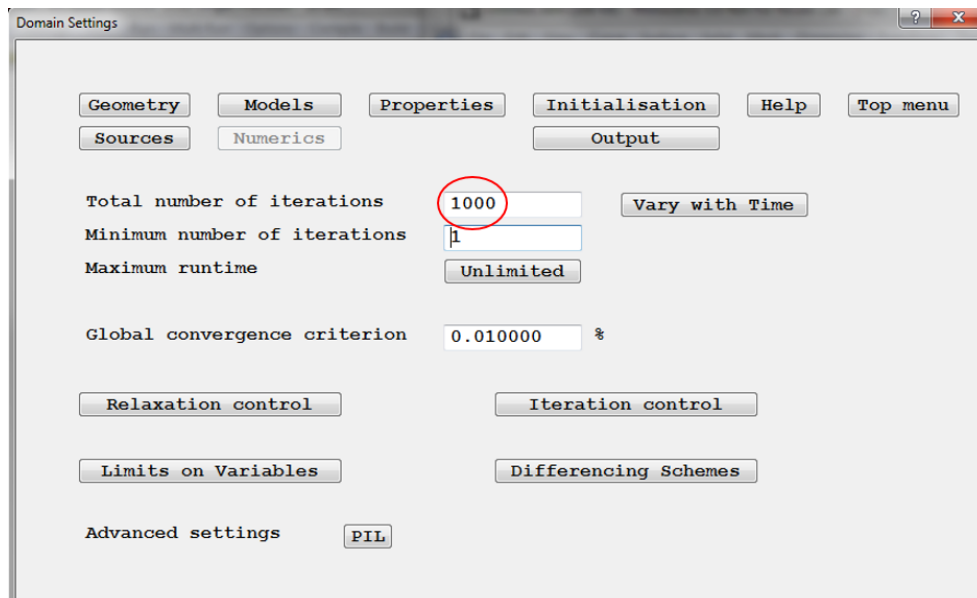 Domain Settings
?
x
Geometry Models Properties Initialisation Help Top menu
Sources Numerics Output
Total number of iterations 1000 Vary with Time
Minimum number of iterations 1
Maximum runtime Unlimited
Global convergence criterion 0.010000 %
Relaxation control Iteration control
Limits on Variables Differencing Schemes
Advanced settings PIL